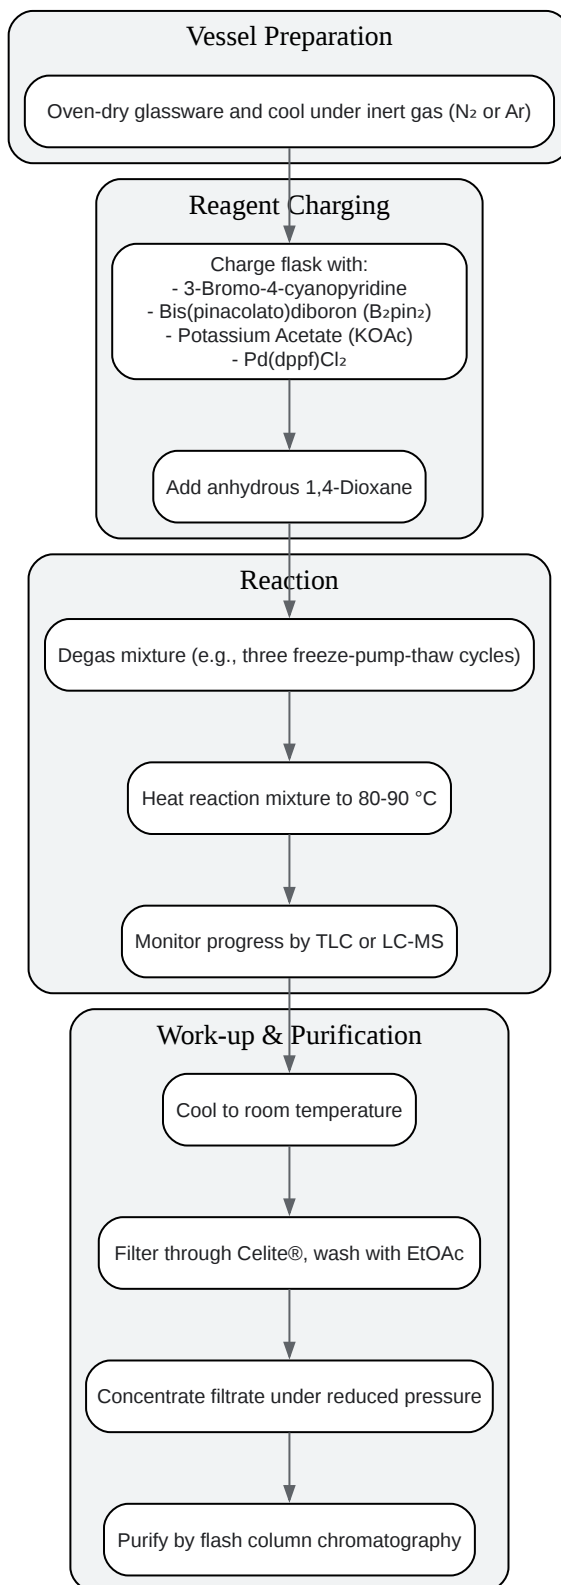 Vessel Preparation
Oven-dry glassware and cool under inert gas (N₂ or Ar)
Reagent Charging
Charge flask with:
- 3-Bromo-4-cyanopyridine
- Bis(pinacolato)diboron (B₂pin₂)
- Potassium Acetate (KOAc)
- Pd(dppf)Cl₂
Add anhydrous 1,4-Dioxane
Reaction
Degas mixture (e.g., three freeze-pump-thaw cycles)
Heat reaction mixture to 80-90 °C
Monitor progress by TLC or LC-MS
Work-up & Purification
Cool to room temperature
Filter through Celite®, wash with EtOAc
Concentrate filtrate under reduced pressure
Purify by flash column chromatography